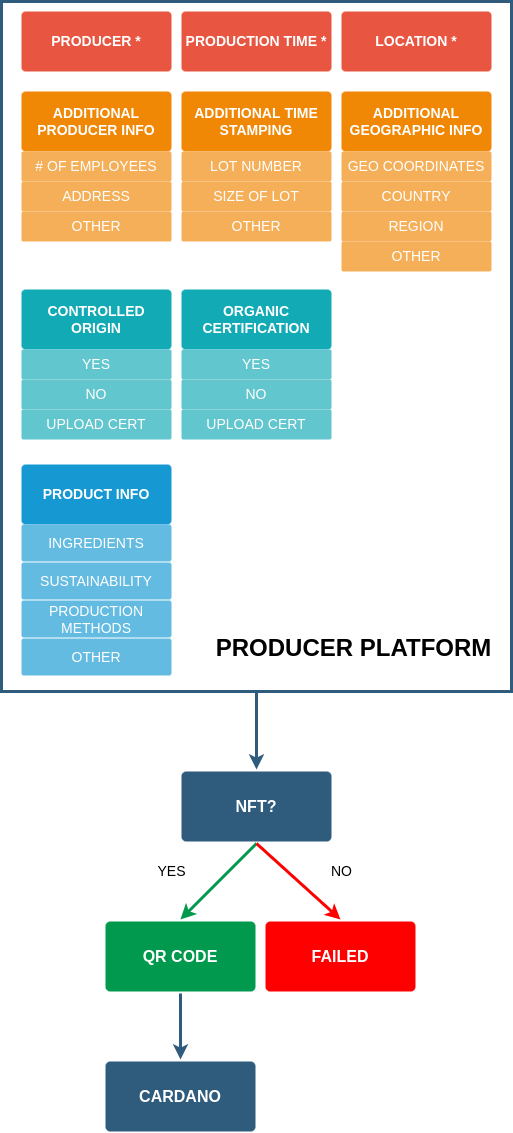 PRODUCER *
PRODUCTION TIME *
LOCATION *
ADDITIONAL
PRODUCER INFO
# OF EMPLOYEES
ADDRESS
OTHER
ADDITIONAL TIME
STAMPING
LOT NUMBER
SIZE OF LOT
OTHER
ADDITIONAL
GEOGRAPHIC INFO
GEO COORDINATES
COUNTRY
REGION
OTHER
CONTROLLED
ORIGIN
YES
NO
UPLOAD CERT
ORGANIC
CERTIFICATION
YES
NO
UPLOAD CERT
PRODUCT INFO
INGREDIENTS
SUSTAINABILITY
PRODUCTION
METHODS
OTHER
PRODUCER PLATFORM
NFT?
YES
NO
QR CODE
FAILED
CARDANO